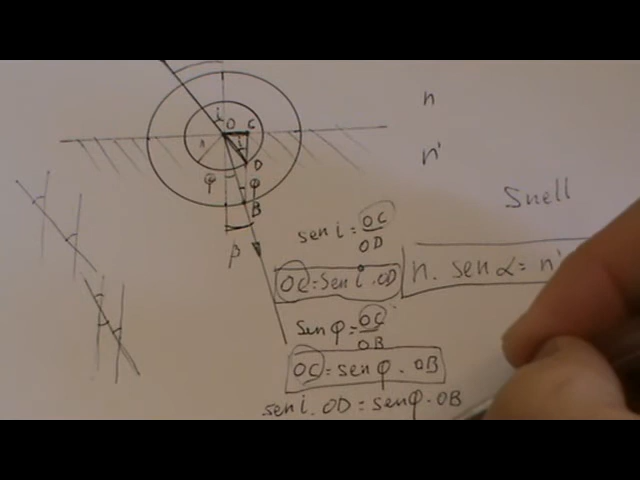 n
n'
Snell
i
O C
i
r
D
φ φ
B
β
sen i = OC/OD
OC = sen i . OD
n. sen α = n'
sen φ = OC/OB
OC = sen φ . OB
sen i . OD = sen φ . OB